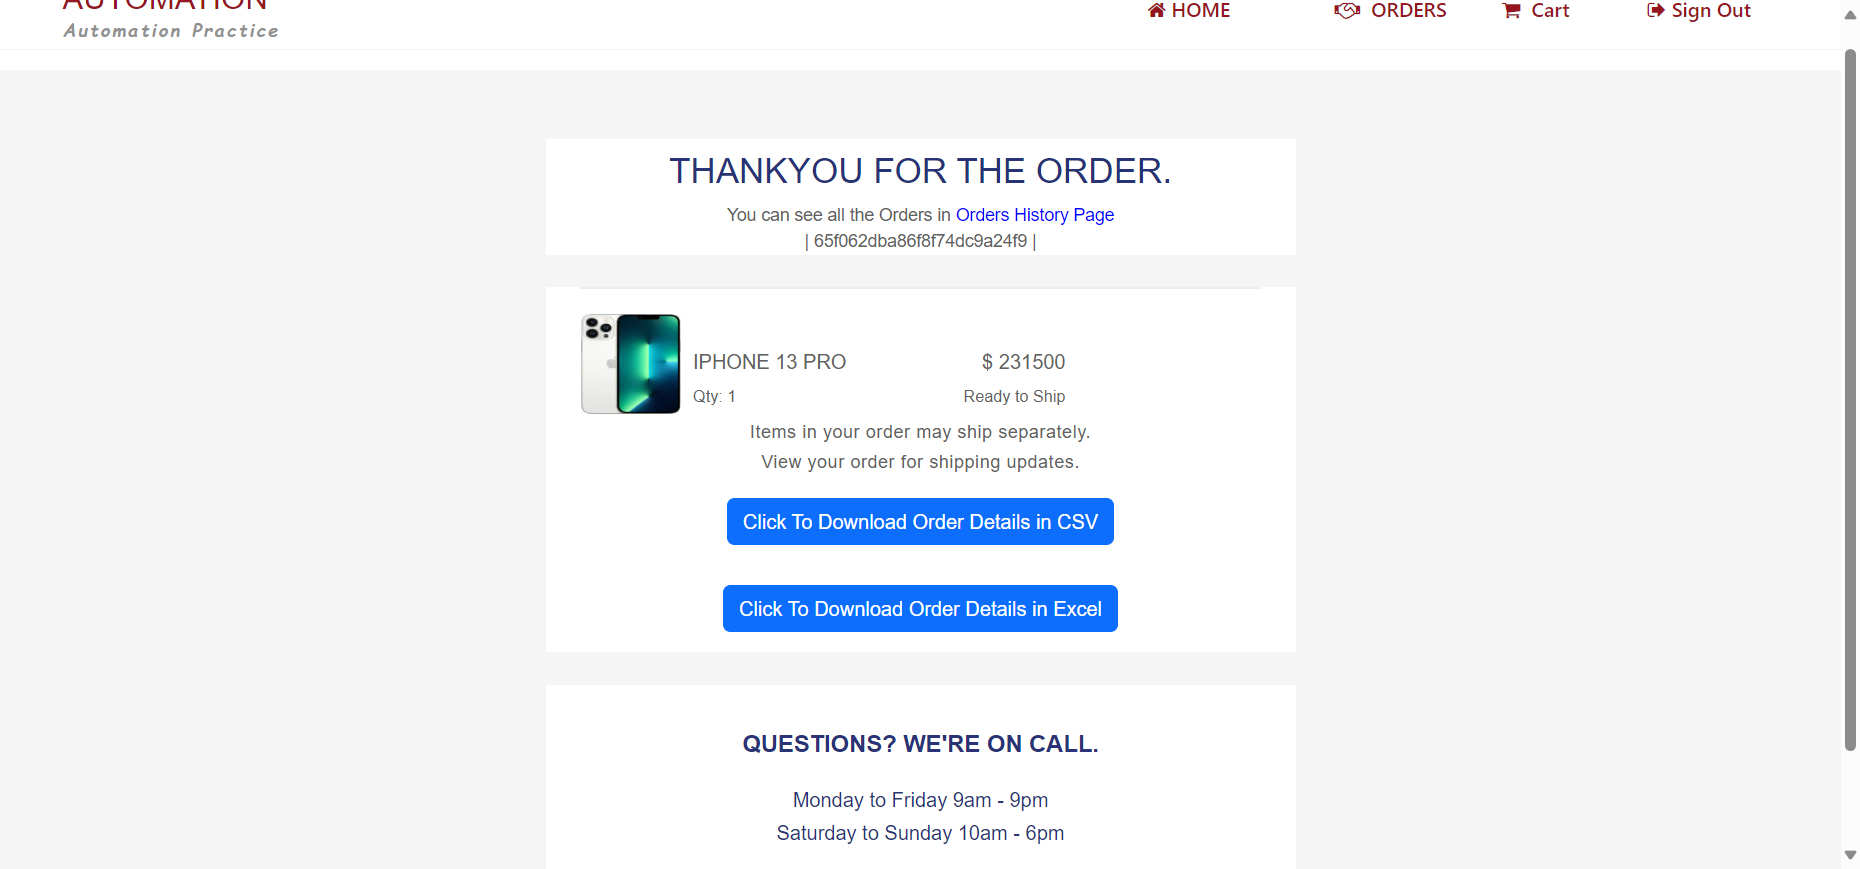 AUTOMATION
Automation Practice
HOME
ORDERS
Cart
Sign Out
THANKYOU FOR THE ORDER.
You can see all the Orders in Orders History Page
| 65f062dba86f8f74dc9a24f9 |
IPHONE 13 PRO
$ 231500
Qty: 1
Ready to Ship
Items in your order may ship separately.
View your order for shipping updates.
Click To Download Order Details in CSV
Click To Download Order Details in Excel
QUESTIONS? WE'RE ON CALL.
Monday to Friday 9am - 9pm
Saturday to Sunday 10am - 6pm